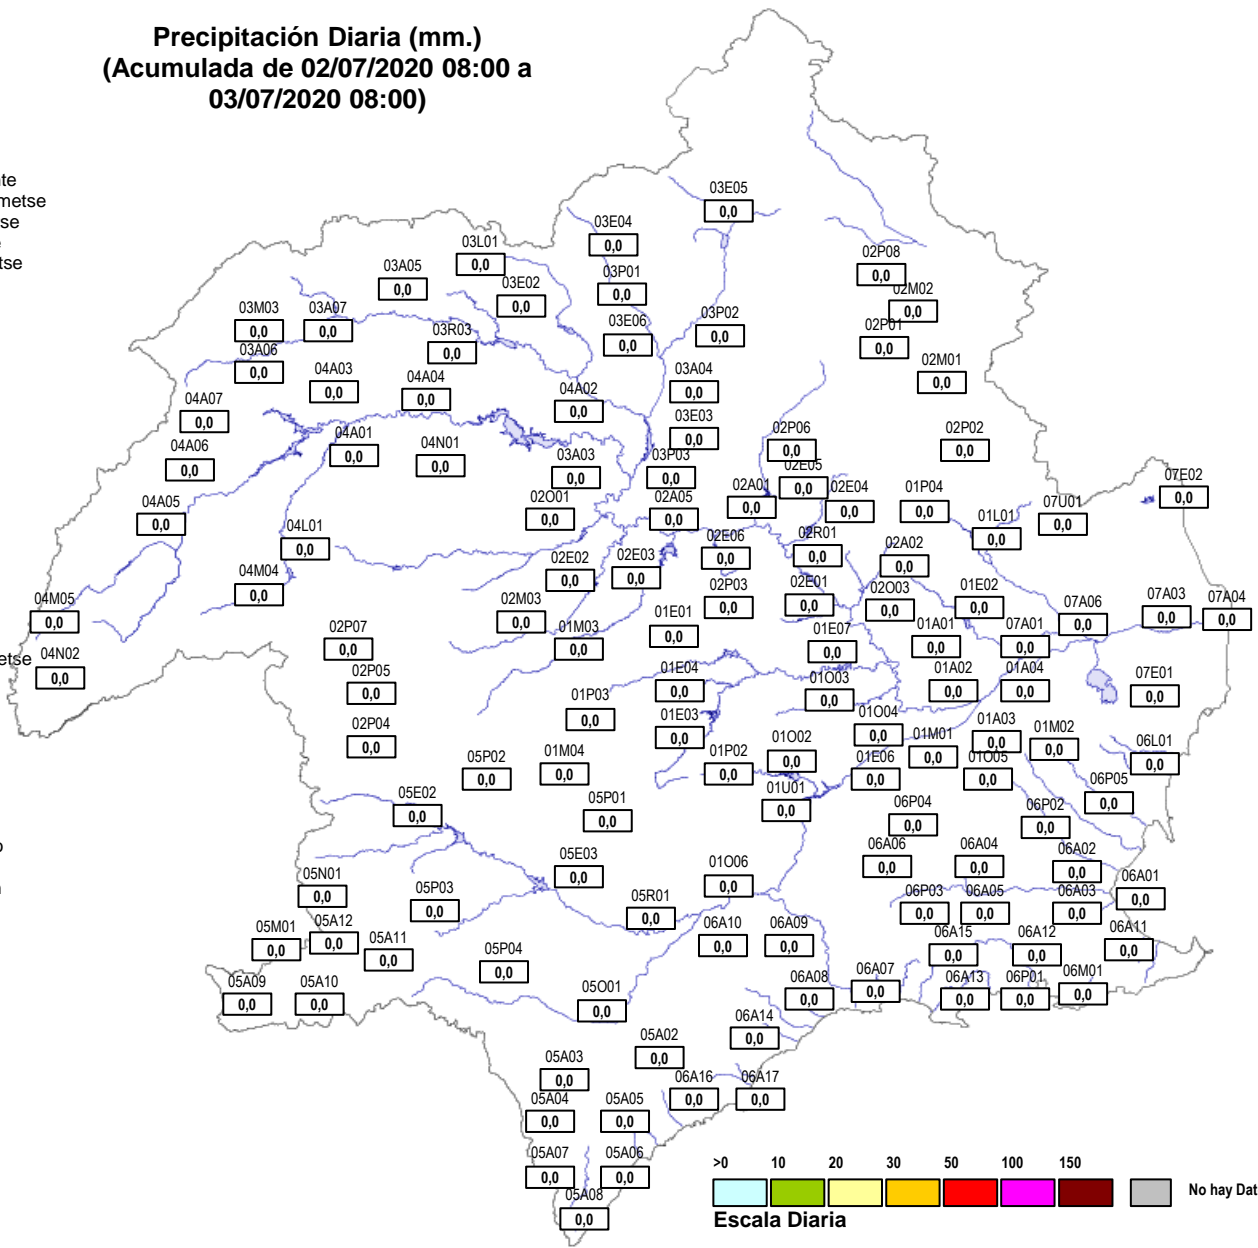 Precipitación Diaria (mm.)
(Acumulada de 02/07/2020 08:00 a
03/07/2020 08:00)
te
metse
se
e
tse
etse
o
n
03E05
0,0
03E04
0,0
03L01
0,0
02P08
0,0
03A05
0,0
03P01
0,0
03E02
0,0
02M02
0,0
03M03
0,0
03A07
0,0
03P02
0,0
03E06
0,0
03R03
0,0
02P01
0,0
03A06
0,0
02M01
0,0
04A03
0,0
04A04
0,0
03A04
0,0
04A02
0,0
04A07
0,0
03E03
0,0
02P06
0,0
02P02
0,0
04A01
0,0
04N01
0,0
04A06
0,0
03A03
0,0
03P03
0,0
02E05
0,0
07E02
0,0
02A01
0,0
02E04
0,0
01P04
0,0
02O01
0,0
02A05
0,0
04A05
0,0
07U01
0,0
01L01
0,0
04L01
0,0
02E06
0,0
02R01
0,0
02A02
0,0
02E02
0,0
02E03
0,0
04M04
0,0
02P03
0,0
02E01
0,0
02O03
0,0
01E02
0,0
04M05
0,0
02M03
0,0
07A06
0,0
07A03
0,0
07A04
0,0
01E01
0,0
02P07
0,0
01M03
0,0
01E07
0,0
01A01
0,0
07A01
0,0
04N02
0,0
02P05
0,0
01E04
0,0
01O03
0,0
01A02
0,0
01A04
0,0
07E01
0,0
01P03
0,0
01E03
0,0
01O04
0,0
01A03
0,0
01M02
0,0
02P04
0,0
01M01
0,0
06L01
0,0
05P02
0,0
01M04
0,0
01P02
0,0
01O02
0,0
01E06
0,0
01O05
0,0
05E02
0,0
05P01
0,0
01U01
0,0
06P05
0,0
06P04
0,0
06P02
0,0
05E03
0,0
06A06
0,0
06A04
0,0
06A02
0,0
05N01
0,0
05P03
0,0
01O06
0,0
06A01
0,0
05R01
0,0
06P03
0,0
06A05
0,0
06A03
0,0
05M01
0,0
05A12
0,0
05A11
0,0
06A10
0,0
06A09
0,0
06A15
0,0
06A12
0,0
06A11
0,0
05P04
0,0
05A09
0,0
05A10
0,0
05O01
0,0
06A08
0,0
06A07
0,0
06A13
0,0
06P01
0,0
06M01
0,0
06A14
0,0
05A02
0,0
05A03
0,0
06A16
0,0
06A17
0,0
05A04
0,0
05A05
0,0
05A07
0,0
05A06
0,0
05A08
0,0
>0 10 20 30 50 100 150
No hay Dat
Escala Diaria